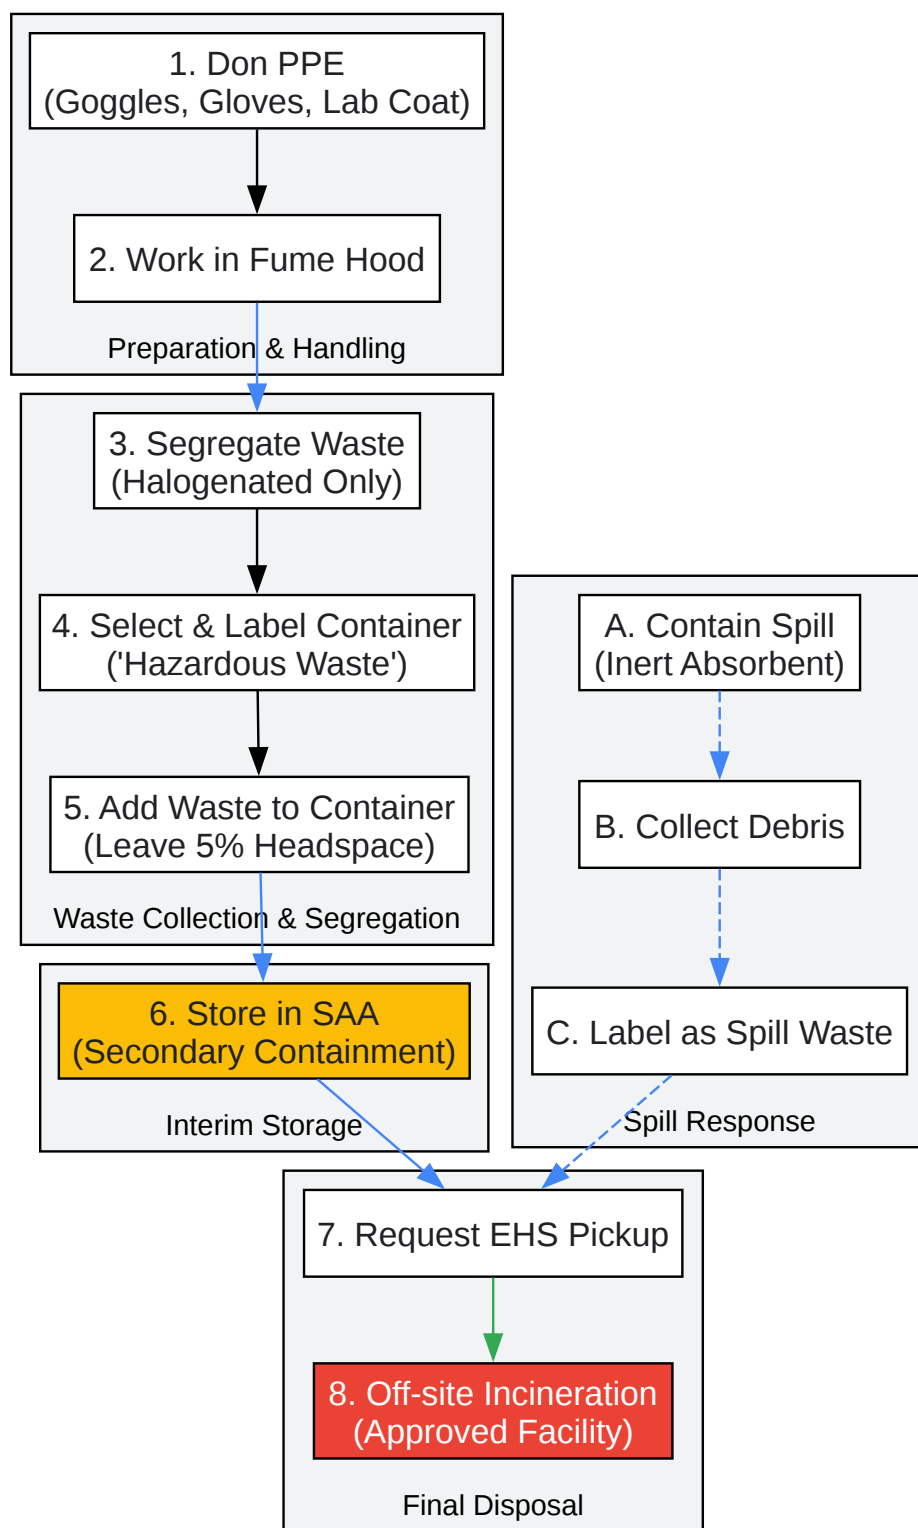 1. Don PPE
(Goggles, Gloves, Lab Coat)
2. Work in Fume Hood
Preparation & Handling
3. Segregate Waste
(Halogenated Only)
4. Select & Label Container
('Hazardous Waste')
5. Add Waste to Container
(Leave 5% Headspace)
Waste Collection & Segregation
A. Contain Spill
(Inert Absorbent)
B. Collect Debris
C. Label as Spill Waste
Spill Response
6. Store in SAA
(Secondary Containment)
Interim Storage
7. Request EHS Pickup
8. Off-site Incineration
(Approved Facility)
Final Disposal